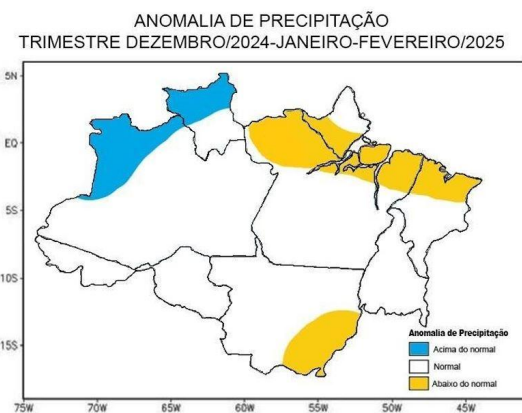 ANOMALIA DE PRECIPITAÇÃO
TRIMESTRE DEZEMBRO/2024-JANEIRO-FEVEREIRO/2025
5N
EQ
5S
10S
15S
Anomalia de Precipitação
Acima do normal
Normal
Abaixo do normal
75W 70W 65W 60W 55W 50W 45W